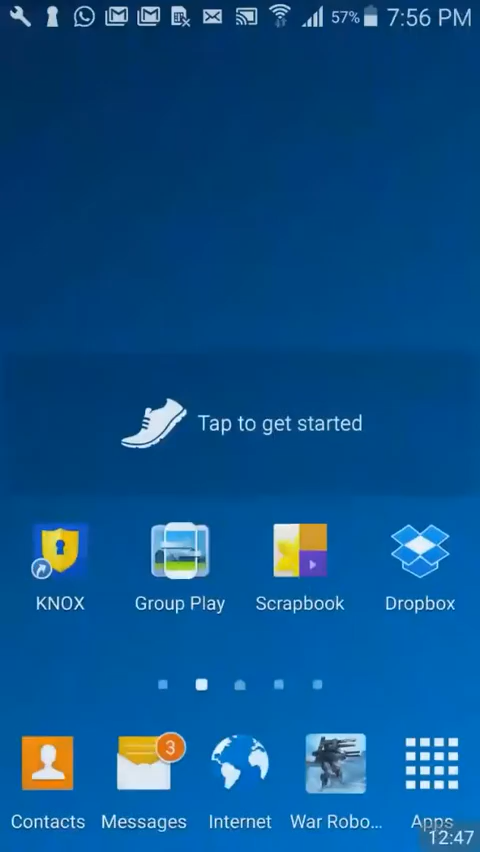 57% 7:56 PM
Tap to get started
KNOX Group Play Scrapbook Dropbox
3
Contacts Messages Internet War Robo... Apps
12:47